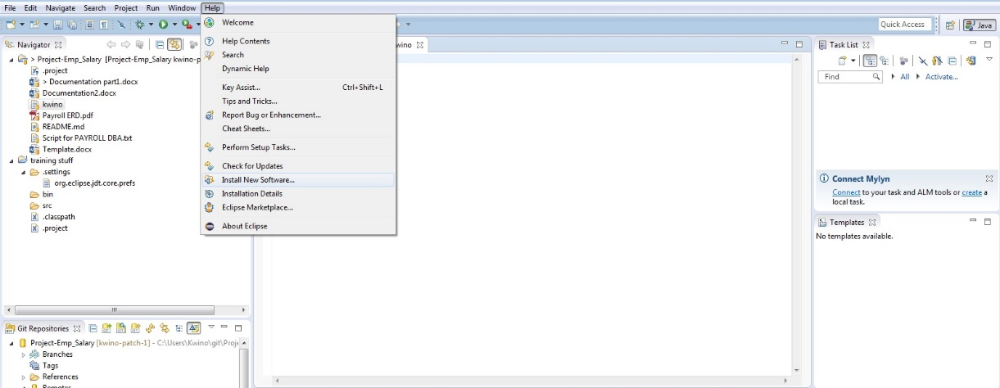 File Edit Navigate Search Project Run Window Help
Quick Access
Java
Navigator
> Project-Emp_Salary [Project-Emp_Salary kwino-p
.project
> Documentation part1.docx
Documentation2.docx
kwino
Payroll ERD.pdf
README.md
Script for PAYROLL DBA.txt
Template.docx
training stuff
.settings
org.eclipse.jdt.core.prefs
bin
src
.classpath
.project
Welcome
Help Contents
Search
Dynamic Help
Key Assist... Ctrl+Shift+L
Tips and Tricks...
Report Bug or Enhancement...
Cheat Sheets...
Perform Setup Tasks...
Check for Updates
Install New Software...
Installation Details
Eclipse Marketplace...
About Eclipse
kwino
Task List
Find All Activate...
Connect Mylyn
Connect to your task and ALM tools or create a
local task.
Templates
No templates available.
Git Repositories
Project-Emp_Salary [kwino-patch-1] - C:\Users\Kwino\git\Proje
Branches
Tags
References
Remotes